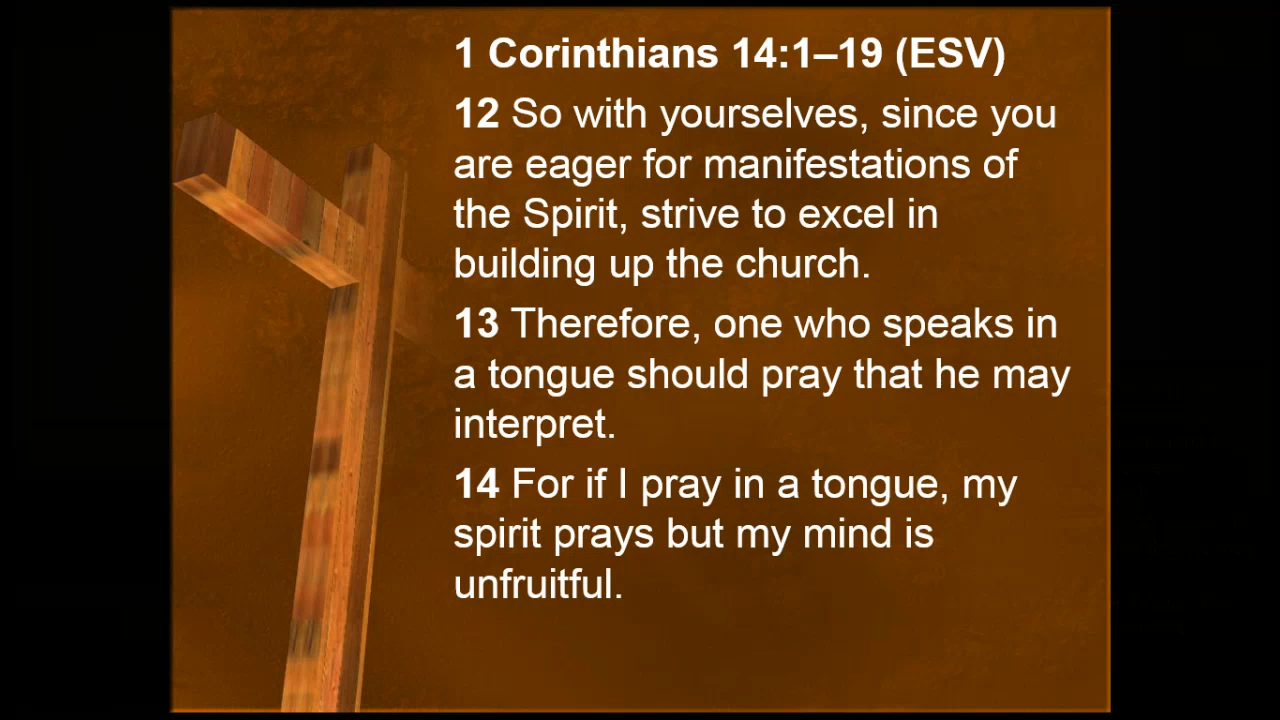 1 Corinthians 14:1–19 (ESV)
12 So with yourselves, since you
are eager for manifestations of
the Spirit, strive to excel in
building up the church.
13 Therefore, one who speaks in
a tongue should pray that he may
interpret.
14 For if I pray in a tongue, my
spirit prays but my mind is
unfruitful.